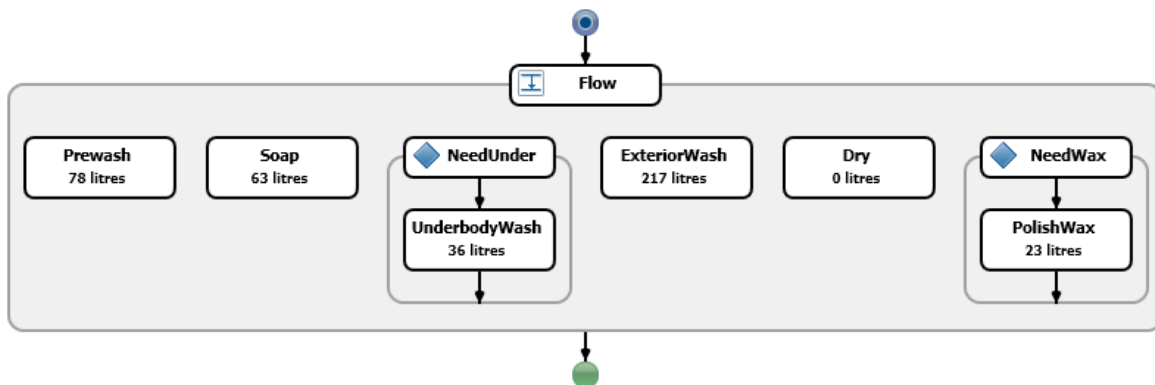 Flow
Prewash
78 litres
Soap
63 litres
NeedUnder
UnderbodyWash
36 litres
ExteriorWash
217 litres
Dry
0 litres
NeedWax
PolishWax
23 litres